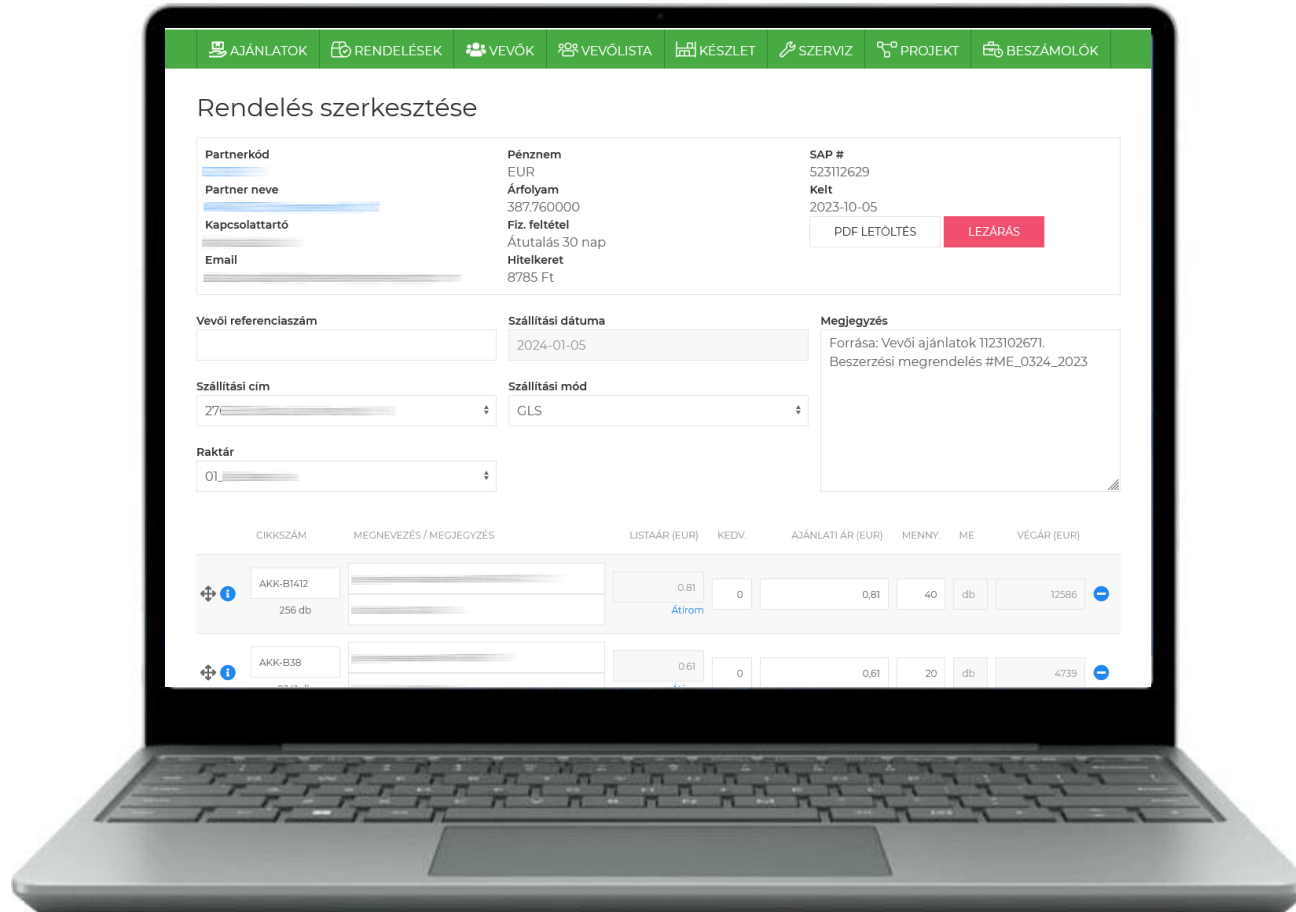 AJÁNLATOK RENDELÉSEK VEVŐK VEVŐLISTA KÉSZLET SZERVIZ PROJEKT BESZÁMOLÓK
Rendelés szerkesztése
Partnerkód
Partner neve
Kapcsolattartó
Email
Pénznem
EUR
Árfolyam
387.760000
Fiz. feltétel
Átutalás 30 nap
Hitelkeret
8785 Ft
SAP #
523112629
Kelt
2023-10-05
PDF LETÖLTÉS LEZÁRÁS
Vevői referenciaszám
Szállítási dátuma
2024-01-05
Megjegyzés
Forrása: Vevői ajánlatok 1123102671.
Beszerzési megrendelés #ME_0324_2023
Szállítási cím
Szállítási mód
GLS
Raktár
01_
CIKKSZÁM MEGNEVEZÉS / MEGJEGYZÉS LISTAÁR (EUR) KEDV. AJÁNLATI ÁR (EUR) MENNY. ME VÉGÁR (EUR)
AKK-B1412 0.81 0 0,81 40 db 12586
256 db Átírom
AKK-B38 0.61 0 0,61 20 db 4739